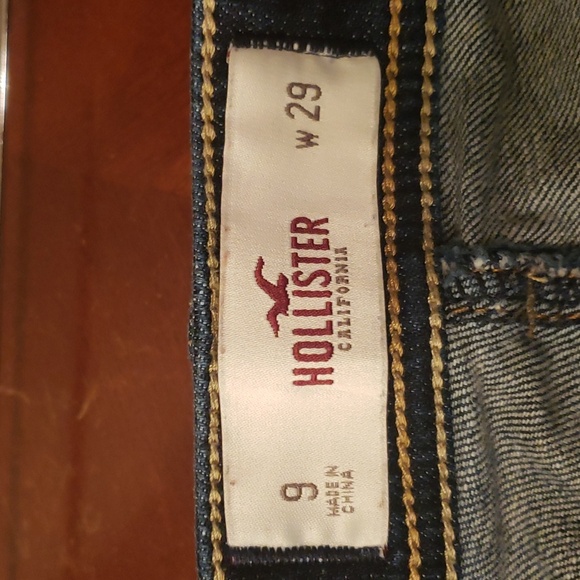 9
MADE IN
CHINA
HOLLISTER
CALIFORNIA
W 29